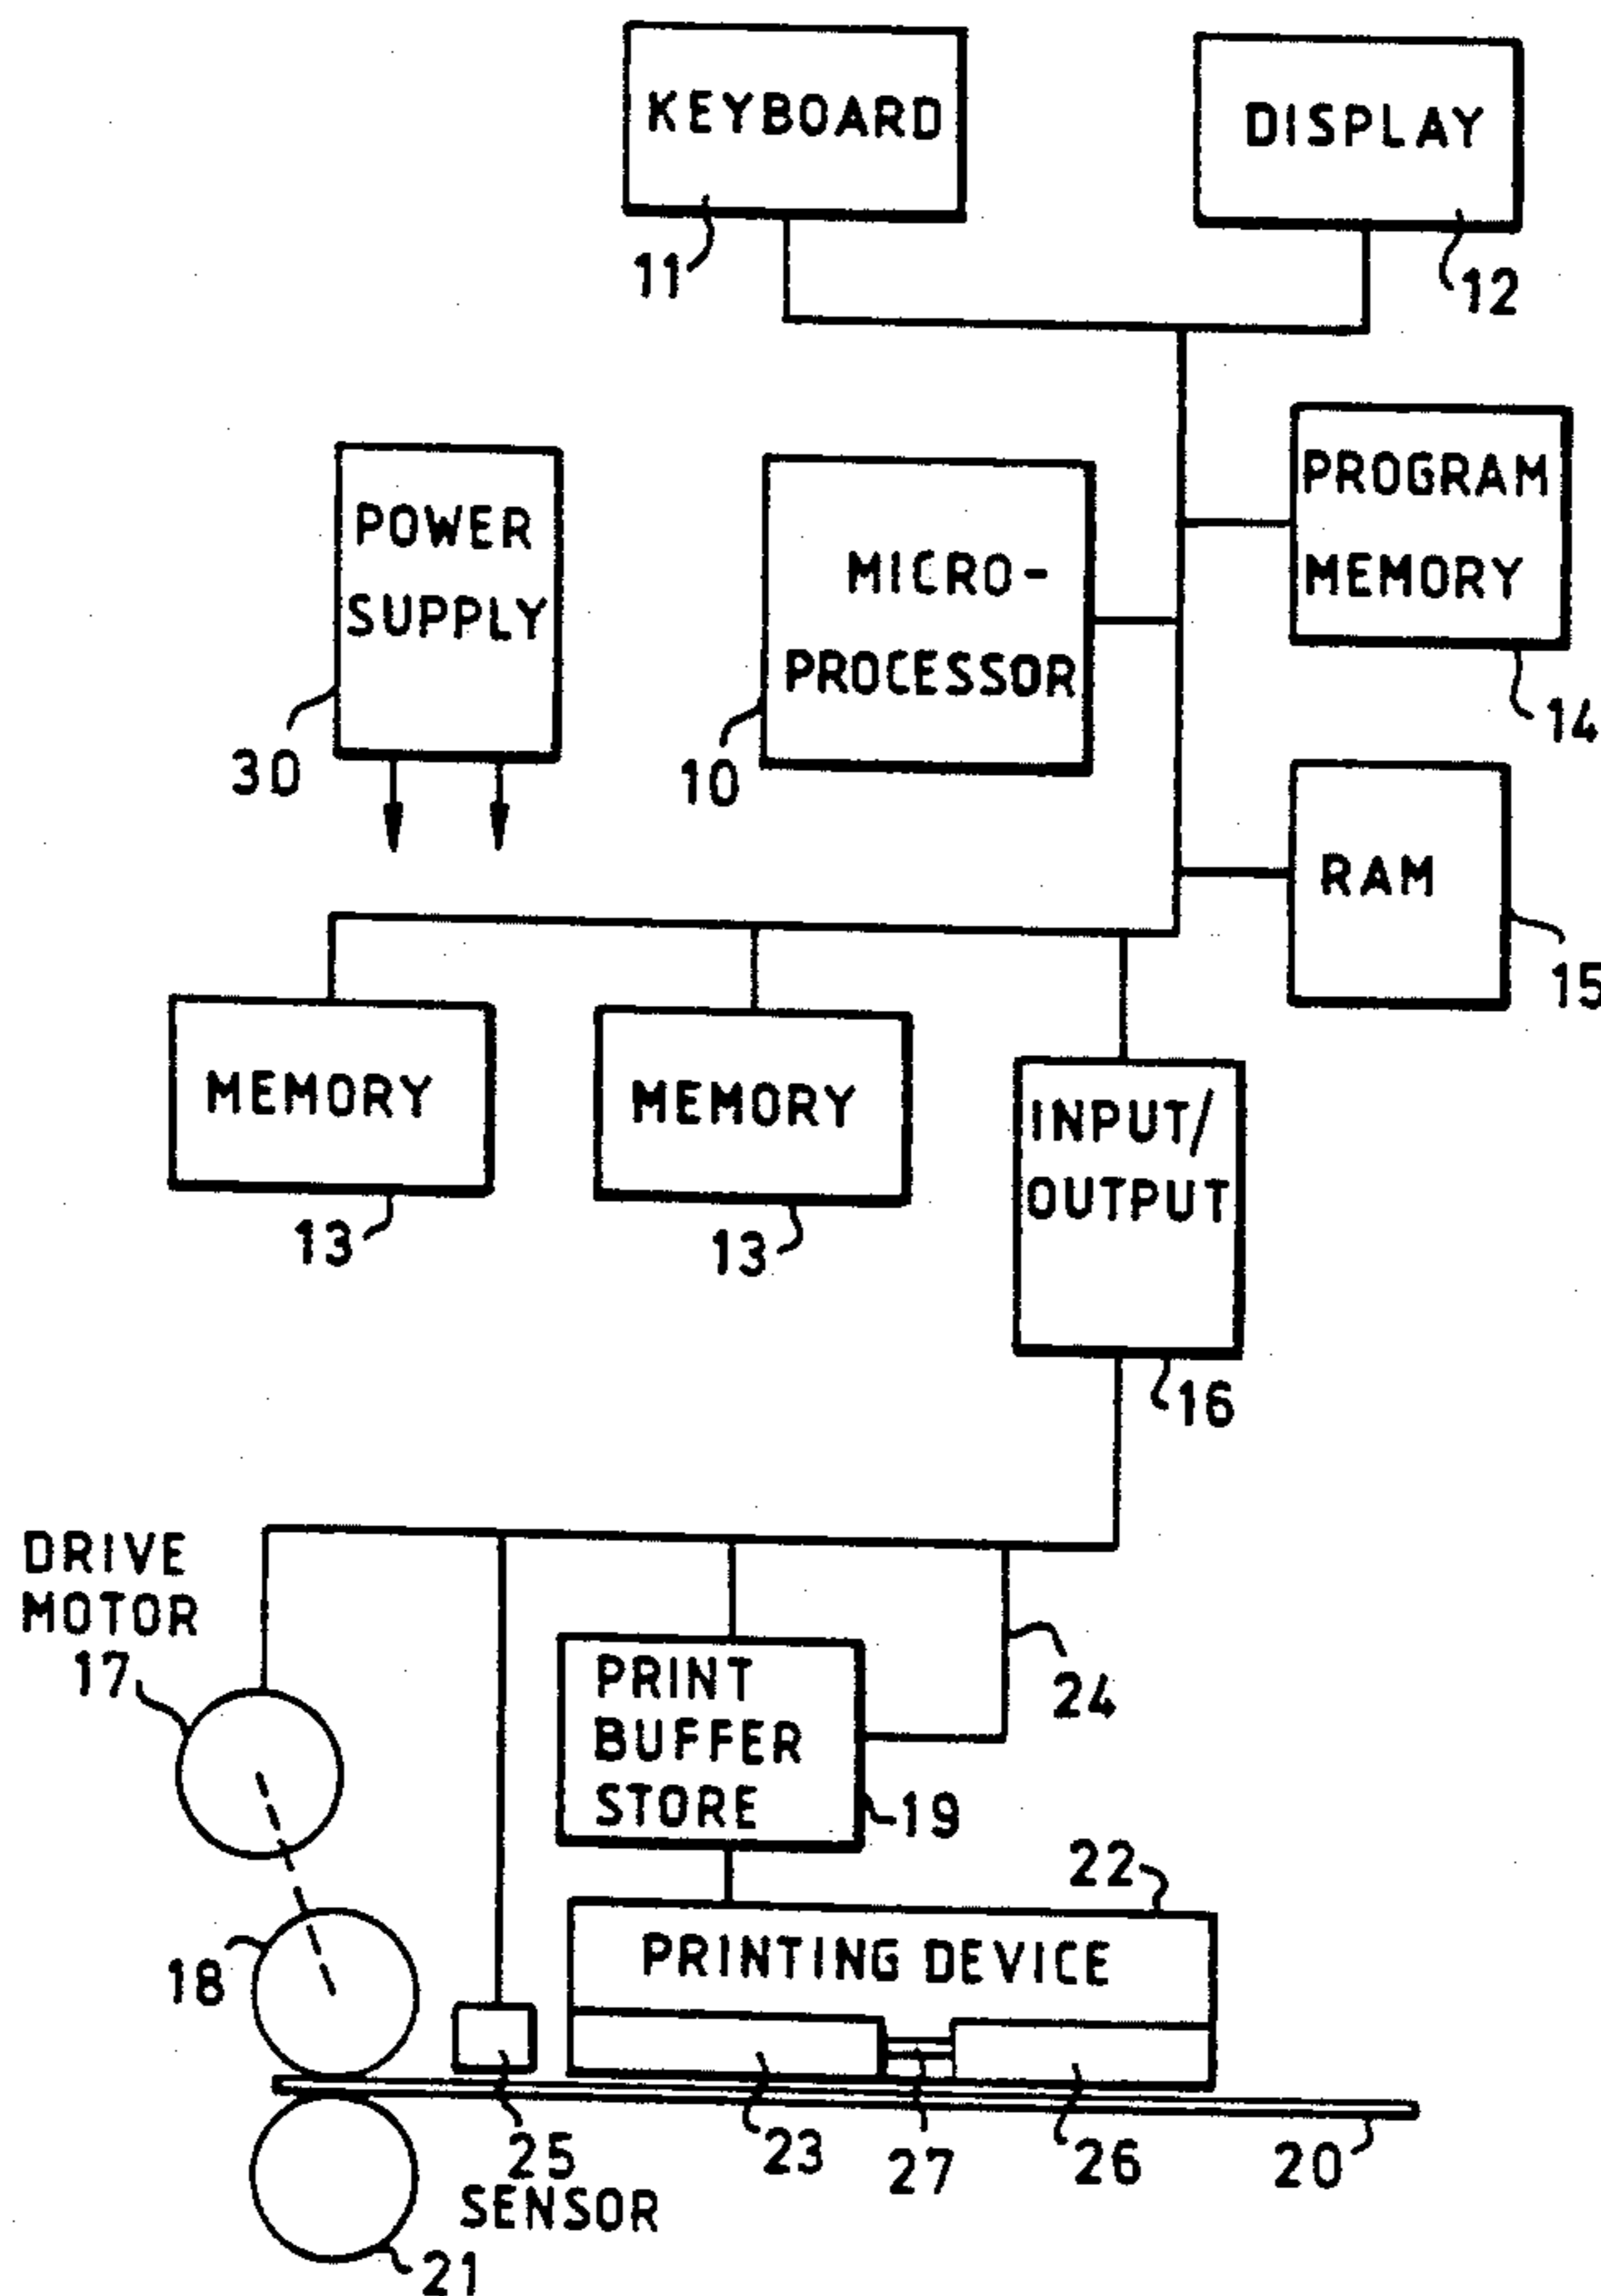 KEYBOARD
11
DISPLAY
12
POWER
SUPPLY
30
MICRO-
PROCESSOR
10
PROGRAM
MEMORY
14
RAM
15
MEMORY
13
MEMORY
13
INPUT/
OUTPUT
16
DRIVE
MOTOR
17
PRINT
BUFFER
STORE
19
24
18
22
PRINTING DEVICE
25
SENSOR
23
27
26
20
21